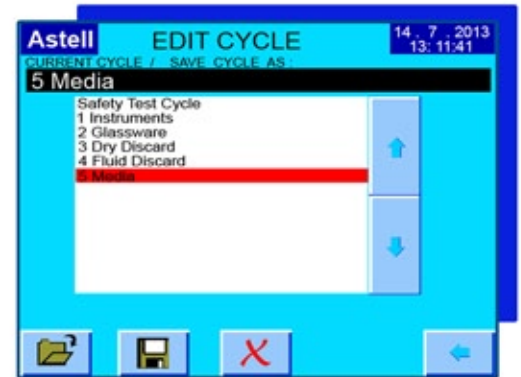 Astell EDIT CYCLE 14 . 7 . 2013
13: 11:41
CURRENT CYCLE / SAVE CYCLE AS :
5 Media
Safety Test Cycle
1 Instruments
2 Glassware
3 Dry Discard
4 Fluid Discard
5 Media